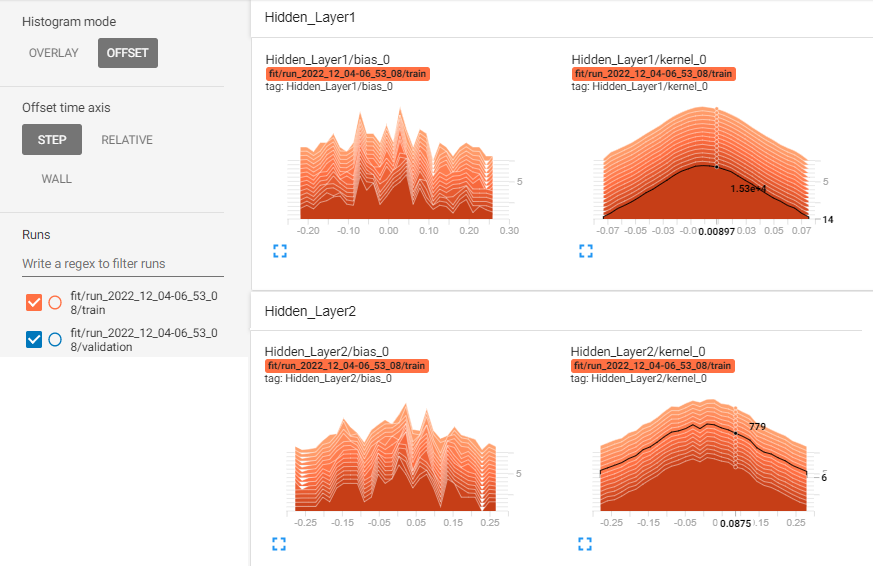 Histogram mode
OVERLAY OFFSET
Offset time axis
STEP RELATIVE
WALL
Runs
Write a regex to filter runs
fit/run_2022_12_04-06_53_0
8/train
fit/run_2022_12_04-06_53_0
8/validation
Hidden_Layer1
Hidden_Layer1/bias_0
fit/run_2022_12_04-06_53_08/train
tag: Hidden_Layer1/bias_0
5
-0.20 -0.10 0.00 0.10 0.20 0.30
Hidden_Layer1/kernel_0
fit/run_2022_12_04-06_53_08/train
tag: Hidden_Layer1/kernel_0
5
1.53e+4
14
-0.07 -0.05 -0.03 -0.0 0.00897 0.03 0.05 0.07
Hidden_Layer2
Hidden_Layer2/bias_0
fit/run_2022_12_04-06_53_08/train
tag: Hidden_Layer2/bias_0
5
-0.25 -0.15 -0.05 0.05 0.15 0.25
Hidden_Layer2/kernel_0
fit/run_2022_12_04-06_53_08/train
tag: Hidden_Layer2/kernel_0
779
6
-0.25 -0.15 -0.05 0.0875 .15 0.25